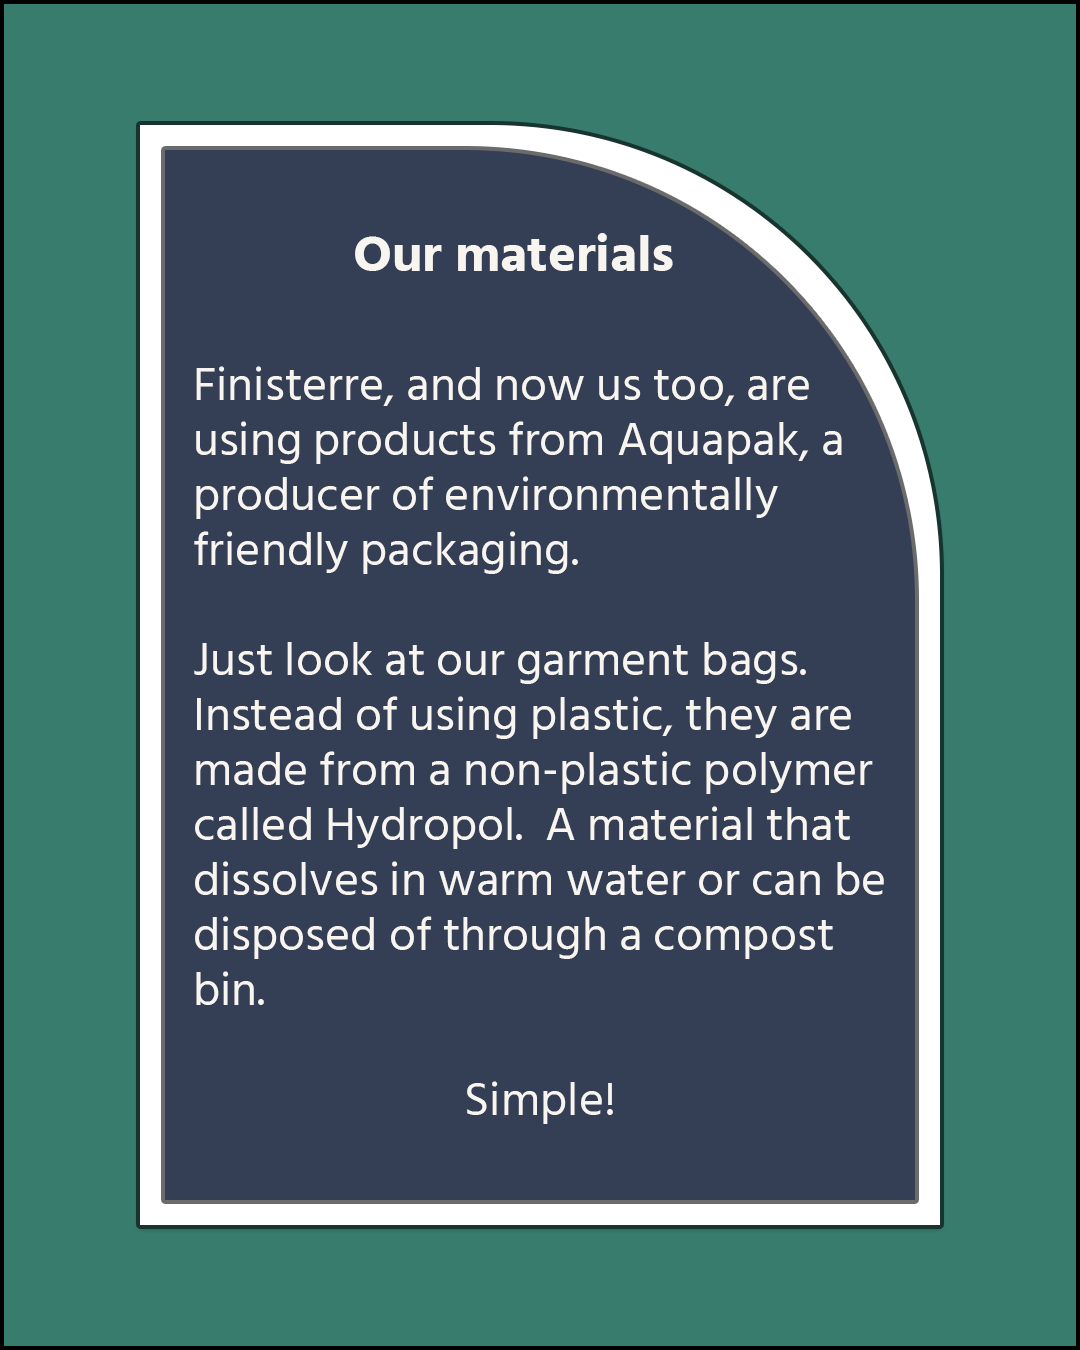 Our materials
Finisterre, and now us too, are
using products from Aquapak, a
producer of environmentally
friendly packaging.
Just look at our garment bags.
Instead of using plastic, they are
made from a non-plastic polymer
called Hydropol.  A material that
dissolves in warm water or can be
disposed of through a compost
bin.
Simple!